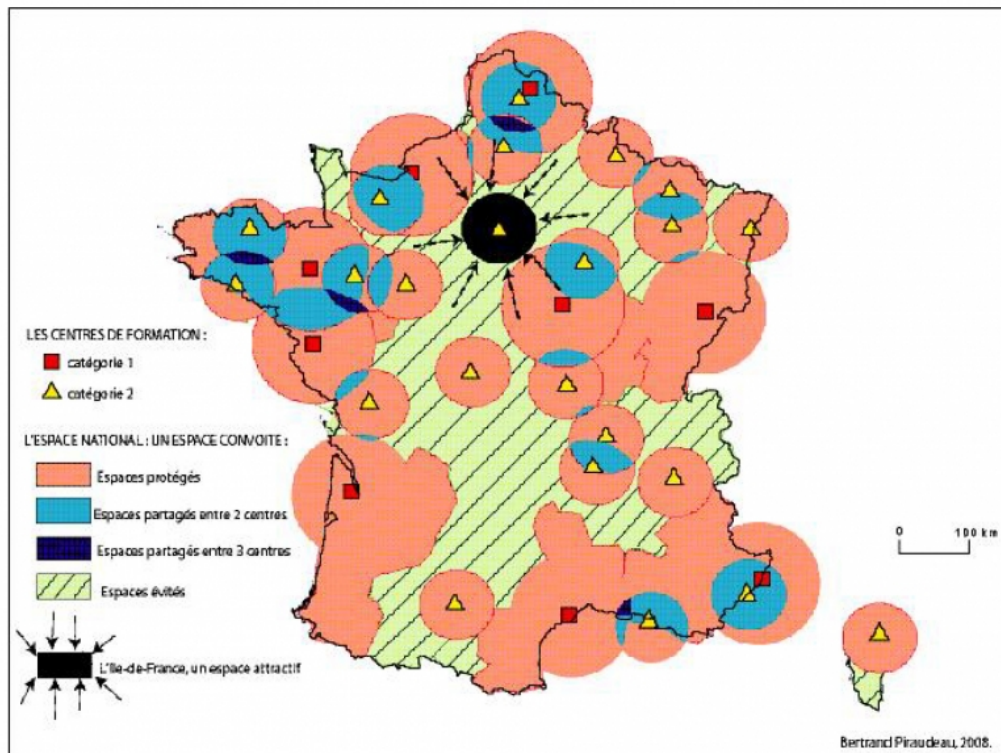 LES CENTRES DE FORMATION :
catégorie 1
catégorie 2
L'ESPACE NATIONAL : UN ESPACE CONVOITE :
Espaces protégés
Espaces partagés entre 2 centres
Espaces partagés entre 3 centres
Espaces évités
L'Ile-de-France, un espace attractif
0 100 km
Bertrand Piraudeau, 2008.